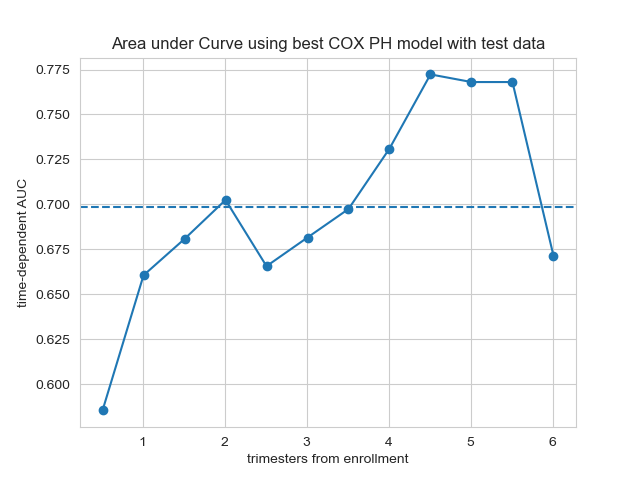 Area under Curve using best COX PH model with test data
time-dependent AUC
0.775
0.750
0.725
0.700
0.675
0.650
0.625
0.600
1 2 3 4 5 6
trimesters from enrollment